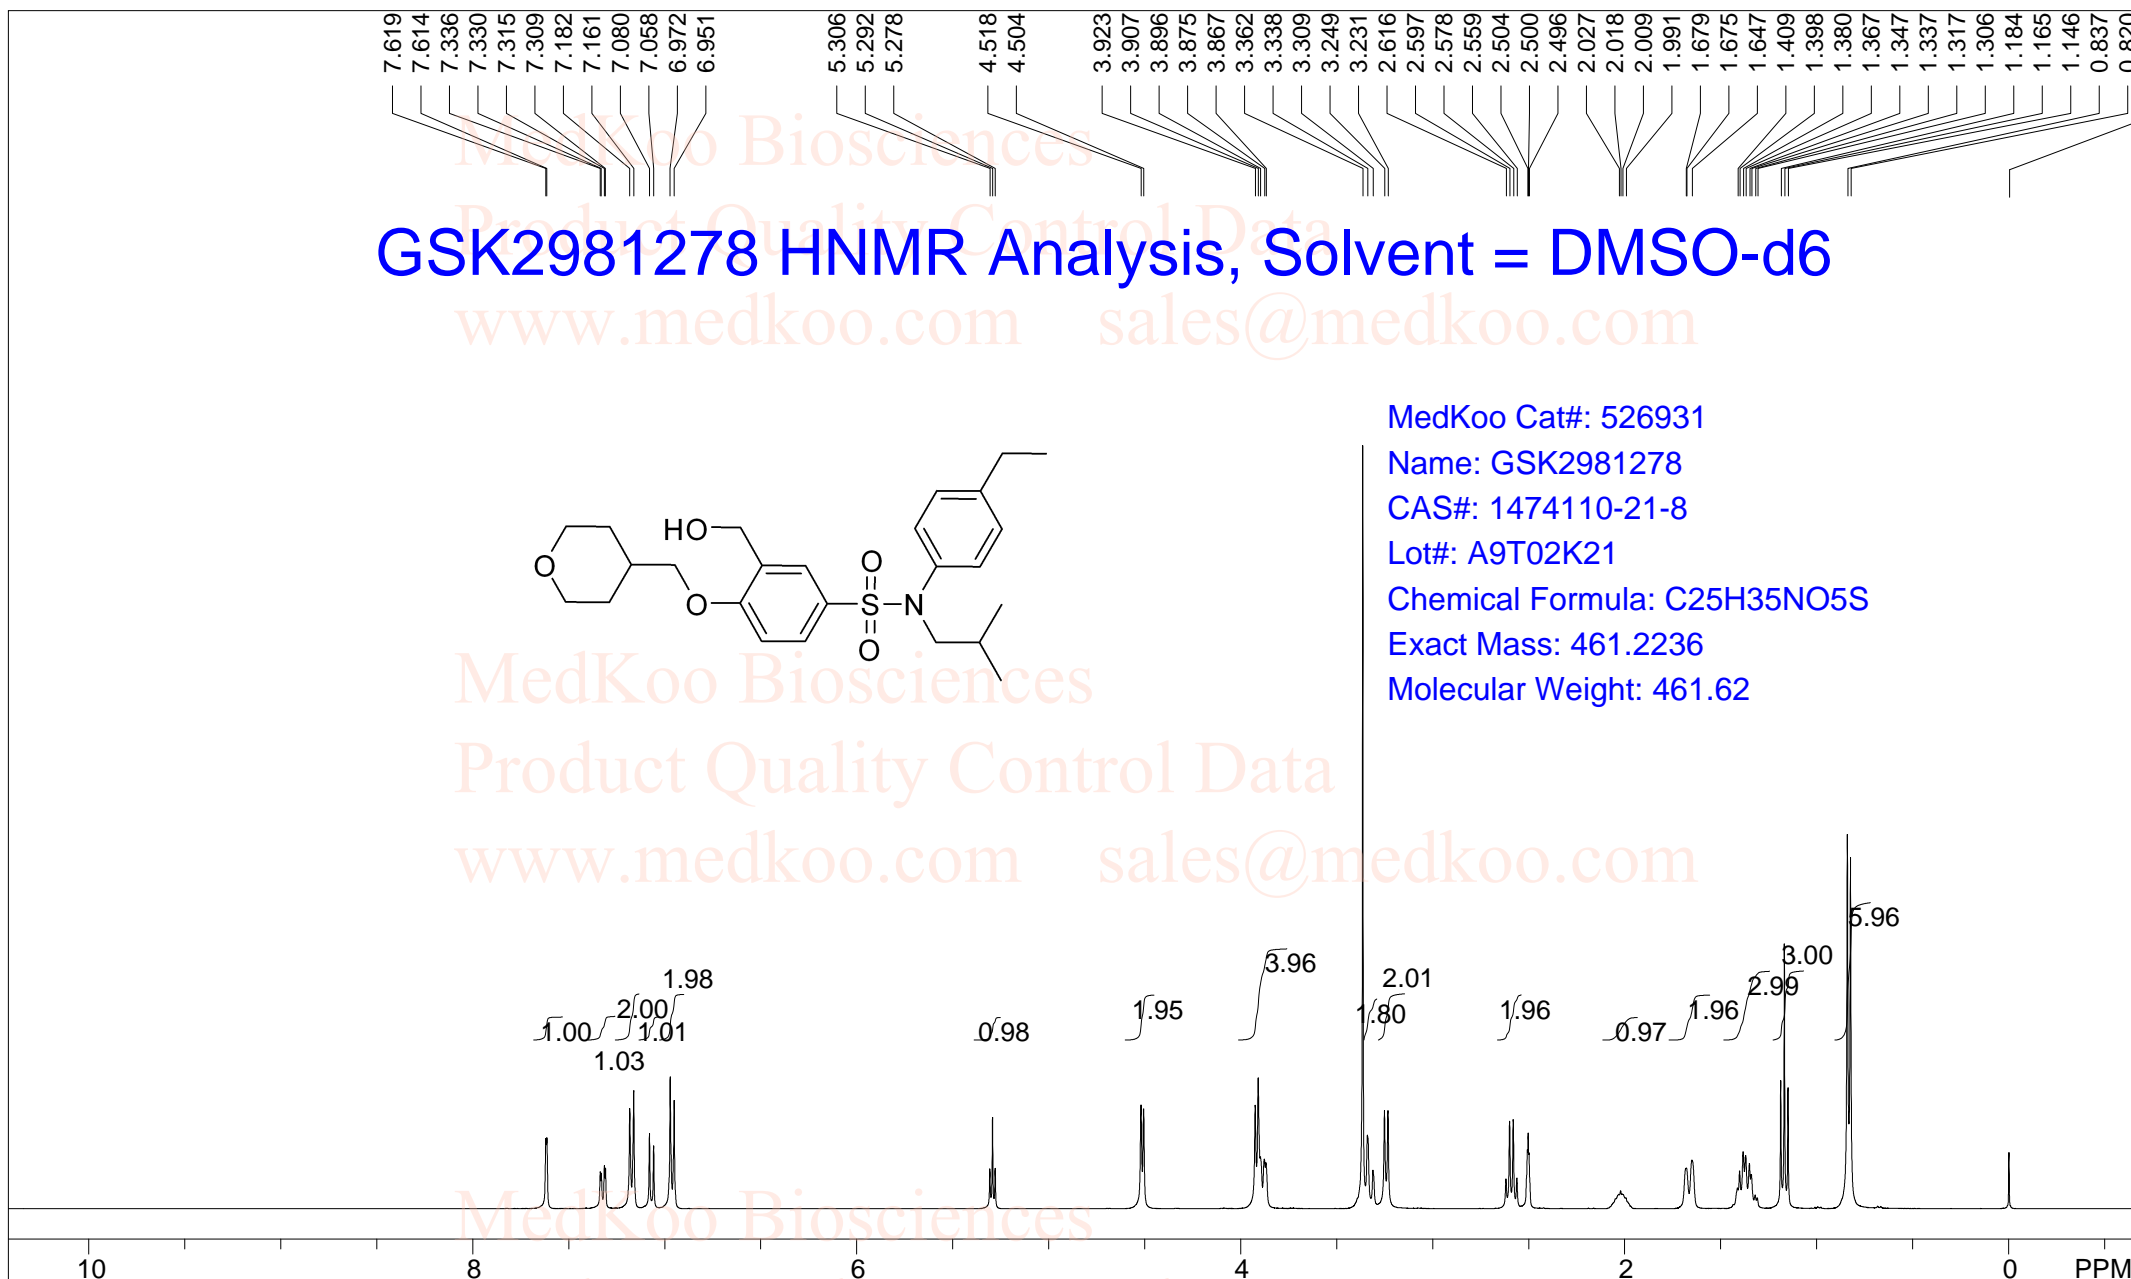 7.619 7.614 7.336 7.330 7.315 7.309 7.182 7.161 7.080 7.058 6.972 6.951 5.306 5.292 5.278 4.518 4.504 3.923 3.907 3.896 3.875 3.867 3.362 3.338 3.309 3.249 3.231 2.616 2.597 2.578 2.559 2.504 2.500 2.496 2.027 2.018 2.009 1.991 1.679 1.675 1.647 1.409 1.398 1.380 1.367 1.347 1.337 1.317 1.306 1.184 1.165 1.146 0.837 0.820
MedKoo Biosciences
Product Quality Control Data
GSK2981278 HNMR Analysis, Solvent = DMSO-d6
www.medkoo.com sales@medkoo.com
MedKoo Cat#: 526931
Name: GSK2981278
CAS#: 1474110-21-8
Lot#: A9T02K21
Chemical Formula: C25H35NO5S
Exact Mass: 461.2236
Molecular Weight: 461.62
HO
O
O
O
S
N
O
MedKoo Biosciences
Product Quality Control Data
www.medkoo.com sales@medkoo.com
1.00 1.03 2.00 1.01 1.98 0.98 1.95 3.96 1.80 2.01 1.96 0.97 1.96 2.99 3.00 5.96
MedKoo Biosciences
10 8 6 4 2 0 PPM